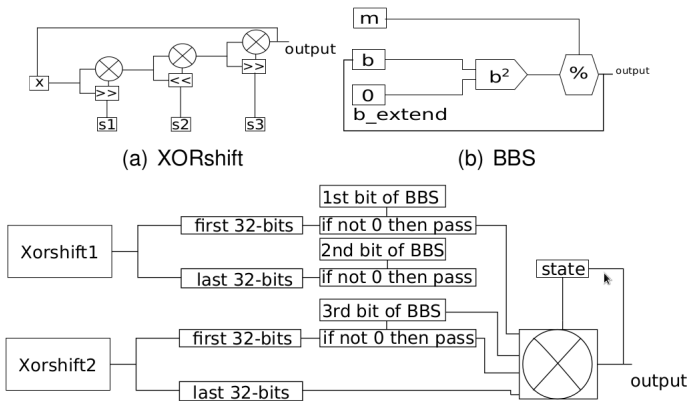 x
>>
<<
>>
output
s1
s2
s3
(a) XORshift
m
b
0
b_extend
b²
%
output
(b) BBS
Xorshift1
first 32-bits
1st bit of BBS
if not 0 then pass
last 32-bits
2nd bit of BBS
if not 0 then pass
Xorshift2
first 32-bits
3rd bit of BBS
if not 0 then pass
last 32-bits
state
output